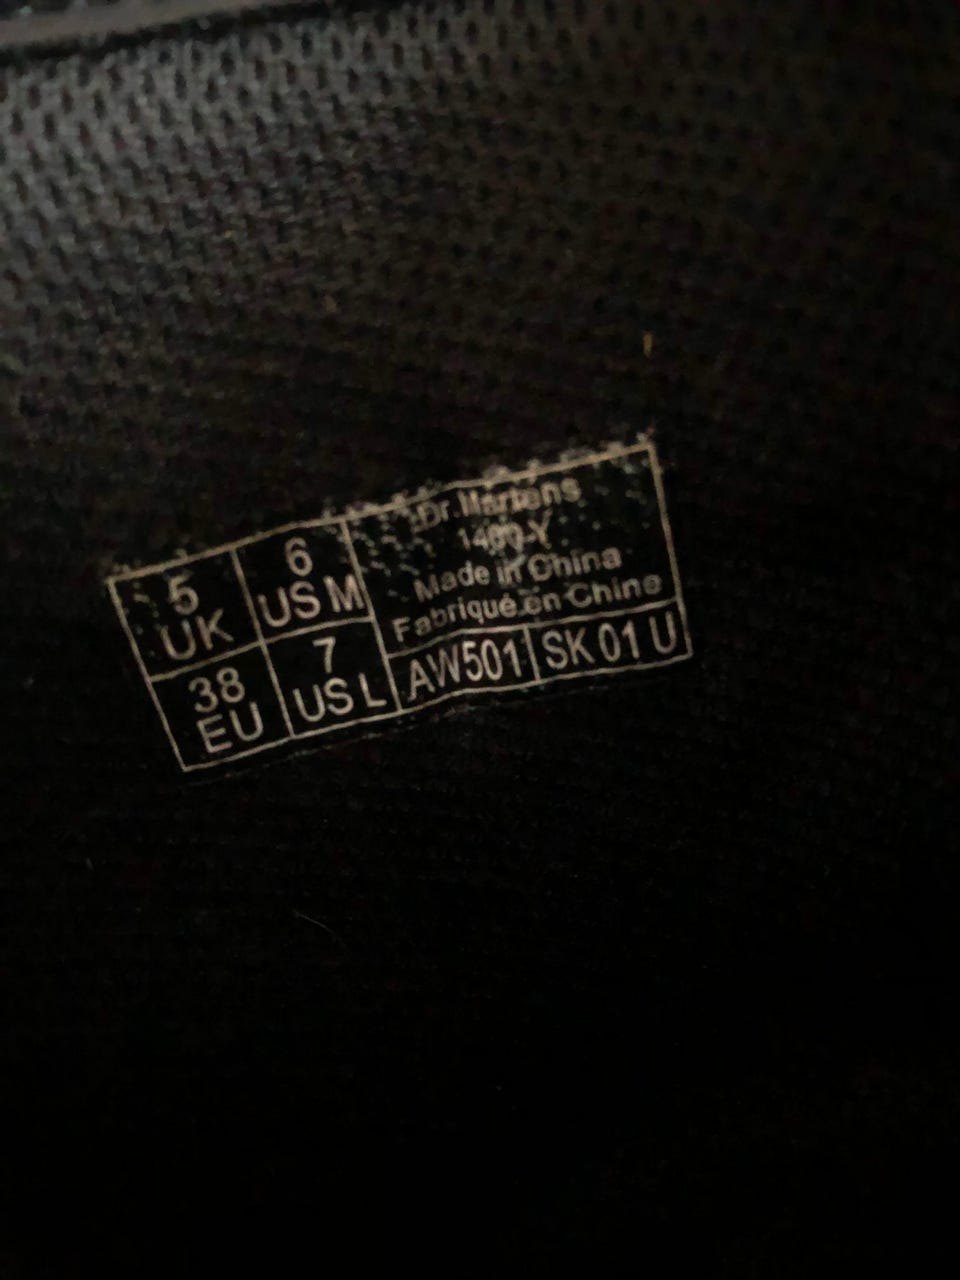 5
UK
6
US M
38
EU
7
US L
Dr. Martens
Made in China
Fabriqué en Chine
AW501
SK 01 U